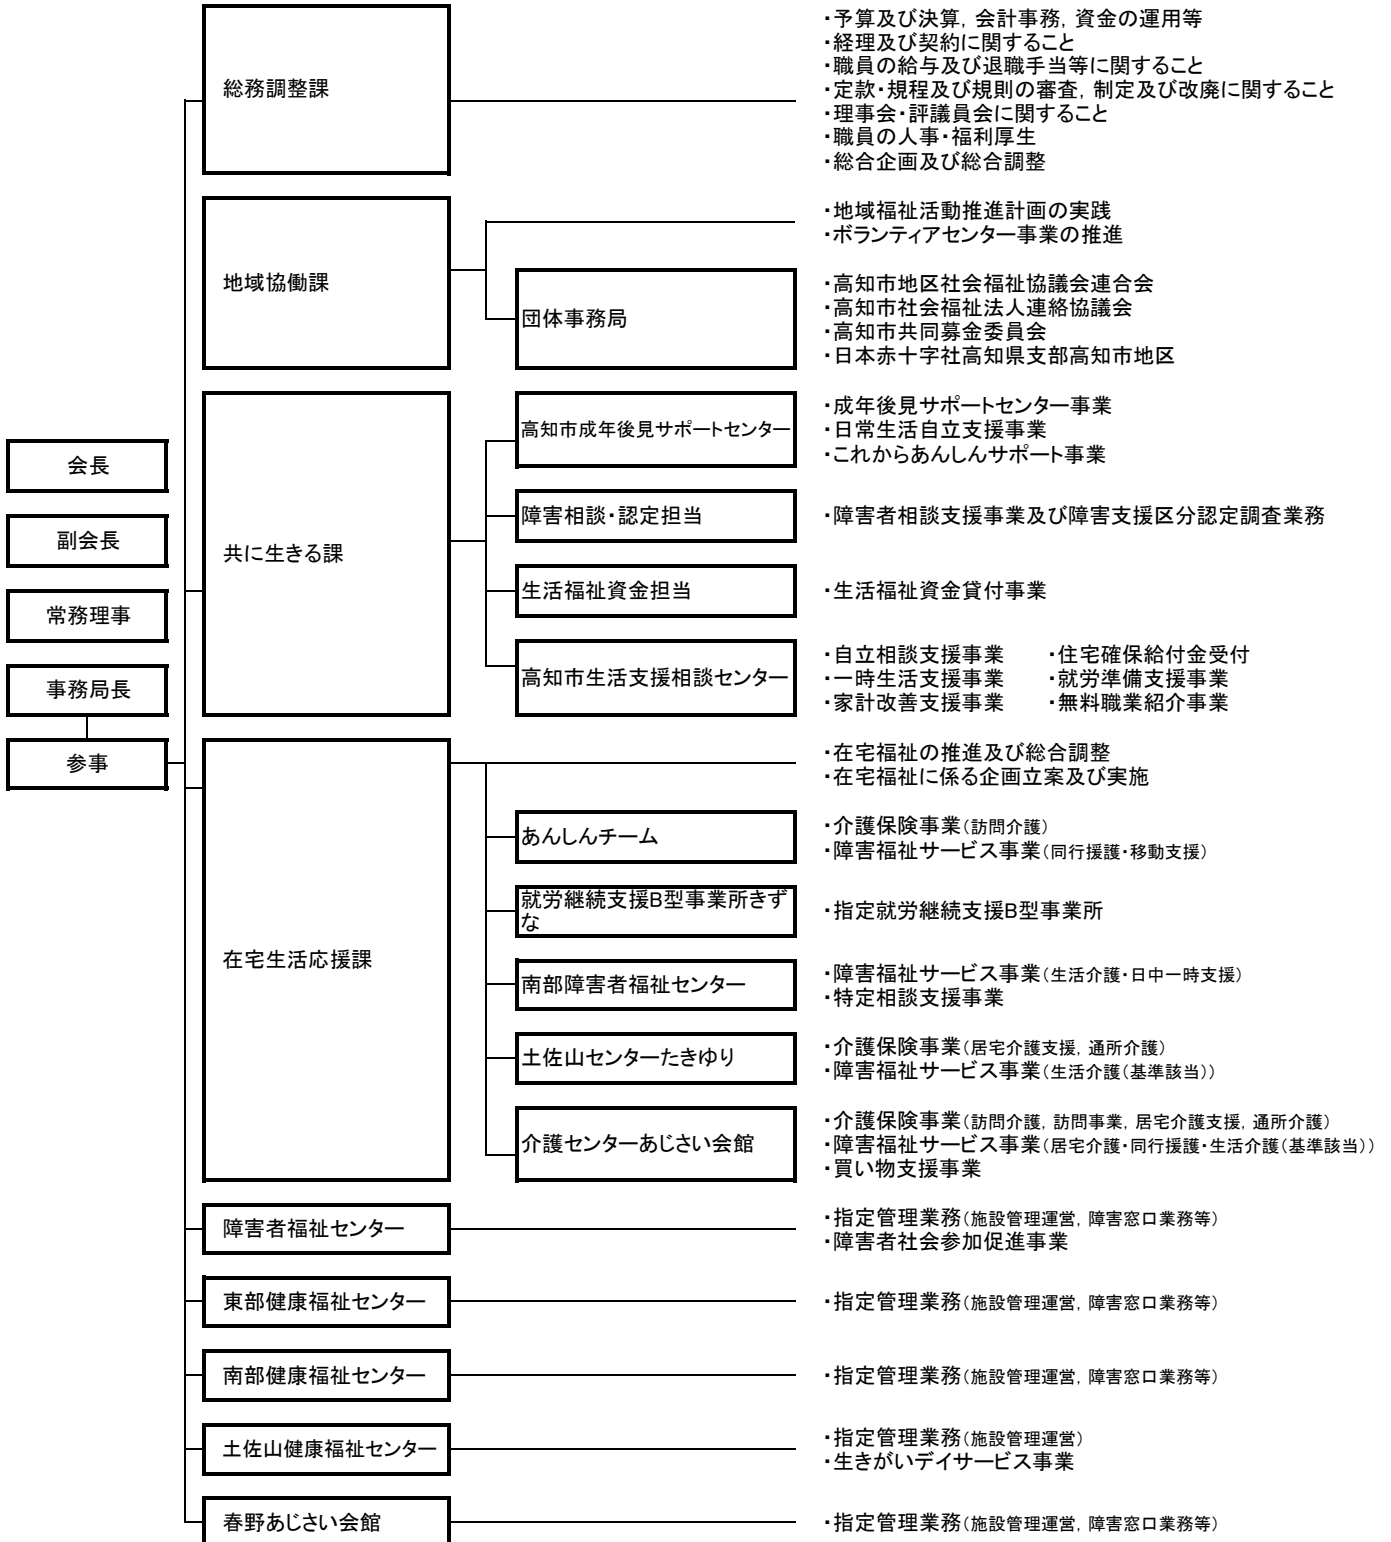 会長
副会長
常務理事
事務局長
参事
総務調整課
・予算及び決算，会計事務，資金の運用等
・経理及び契約に関すること
・職員の給与及び退職手当等に関すること
・定款・規程及び規則の審査，制定及び改廃に関すること
・理事会・評議員会に関すること
・職員の人事・福利厚生
・総合企画及び総合調整
地域協働課
・地域福祉活動推進計画の実践
・ボランティアセンター事業の推進
団体事務局
・高知市地区社会福祉協議会連合会
・高知市社会福祉法人連絡協議会
・高知市共同募金委員会
・日本赤十字社高知県支部高知市地区
共に生きる課
高知市成年後見サポートセンター
・成年後見サポートセンター事業
・日常生活自立支援事業
・これからあんしんサポート事業
障害相談・認定担当
・障害者相談支援事業及び障害支援区分認定調査業務
生活福祉資金担当
・生活福祉資金貸付事業
高知市生活支援相談センター
・自立相談支援事業　・住宅確保給付金受付
・一時生活支援事業　・就労準備支援事業
・家計改善支援事業　・無料職業紹介事業
在宅生活応援課
・在宅福祉の推進及び総合調整
・在宅福祉に係る企画立案及び実施
あんしんチーム
・介護保険事業（訪問介護）
・障害福祉サービス事業（同行援護・移動支援）
就労継続支援B型事業所きず
な
・指定就労継続支援B型事業所
南部障害者福祉センター
・障害福祉サービス事業（生活介護・日中一時支援）
・特定相談支援事業
土佐山センターたきゆり
・介護保険事業（居宅介護支援，通所介護）
・障害福祉サービス事業（生活介護（基準該当））
介護センターあじさい会館
・介護保険事業（訪問介護，訪問事業，居宅介護支援，通所介護）
・障害福祉サービス事業（居宅介護・同行援護・生活介護（基準該当））
・買い物支援事業
障害者福祉センター
・指定管理業務（施設管理運営，障害窓口業務等）
・障害者社会参加促進事業
東部健康福祉センター
・指定管理業務（施設管理運営，障害窓口業務等）
南部健康福祉センター
・指定管理業務（施設管理運営，障害窓口業務等）
土佐山健康福祉センター
・指定管理業務（施設管理運営）
・生きがいデイサービス事業
春野あじさい会館
・指定管理業務（施設管理運営，障害窓口業務等）